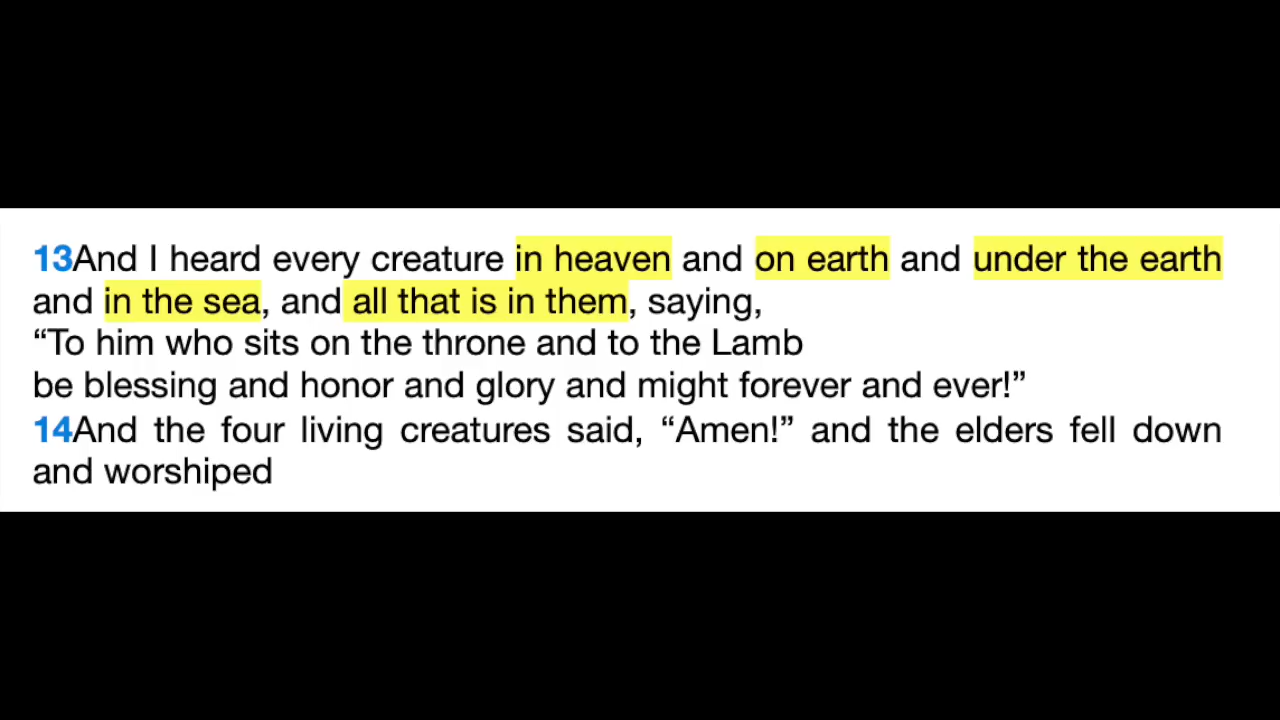 13And I heard every creature in heaven and on earth and under the earth
and in the sea, and all that is in them, saying,
“To him who sits on the throne and to the Lamb
be blessing and honor and glory and might forever and ever!”
14And the four living creatures said, “Amen!” and the elders fell down
and worshiped